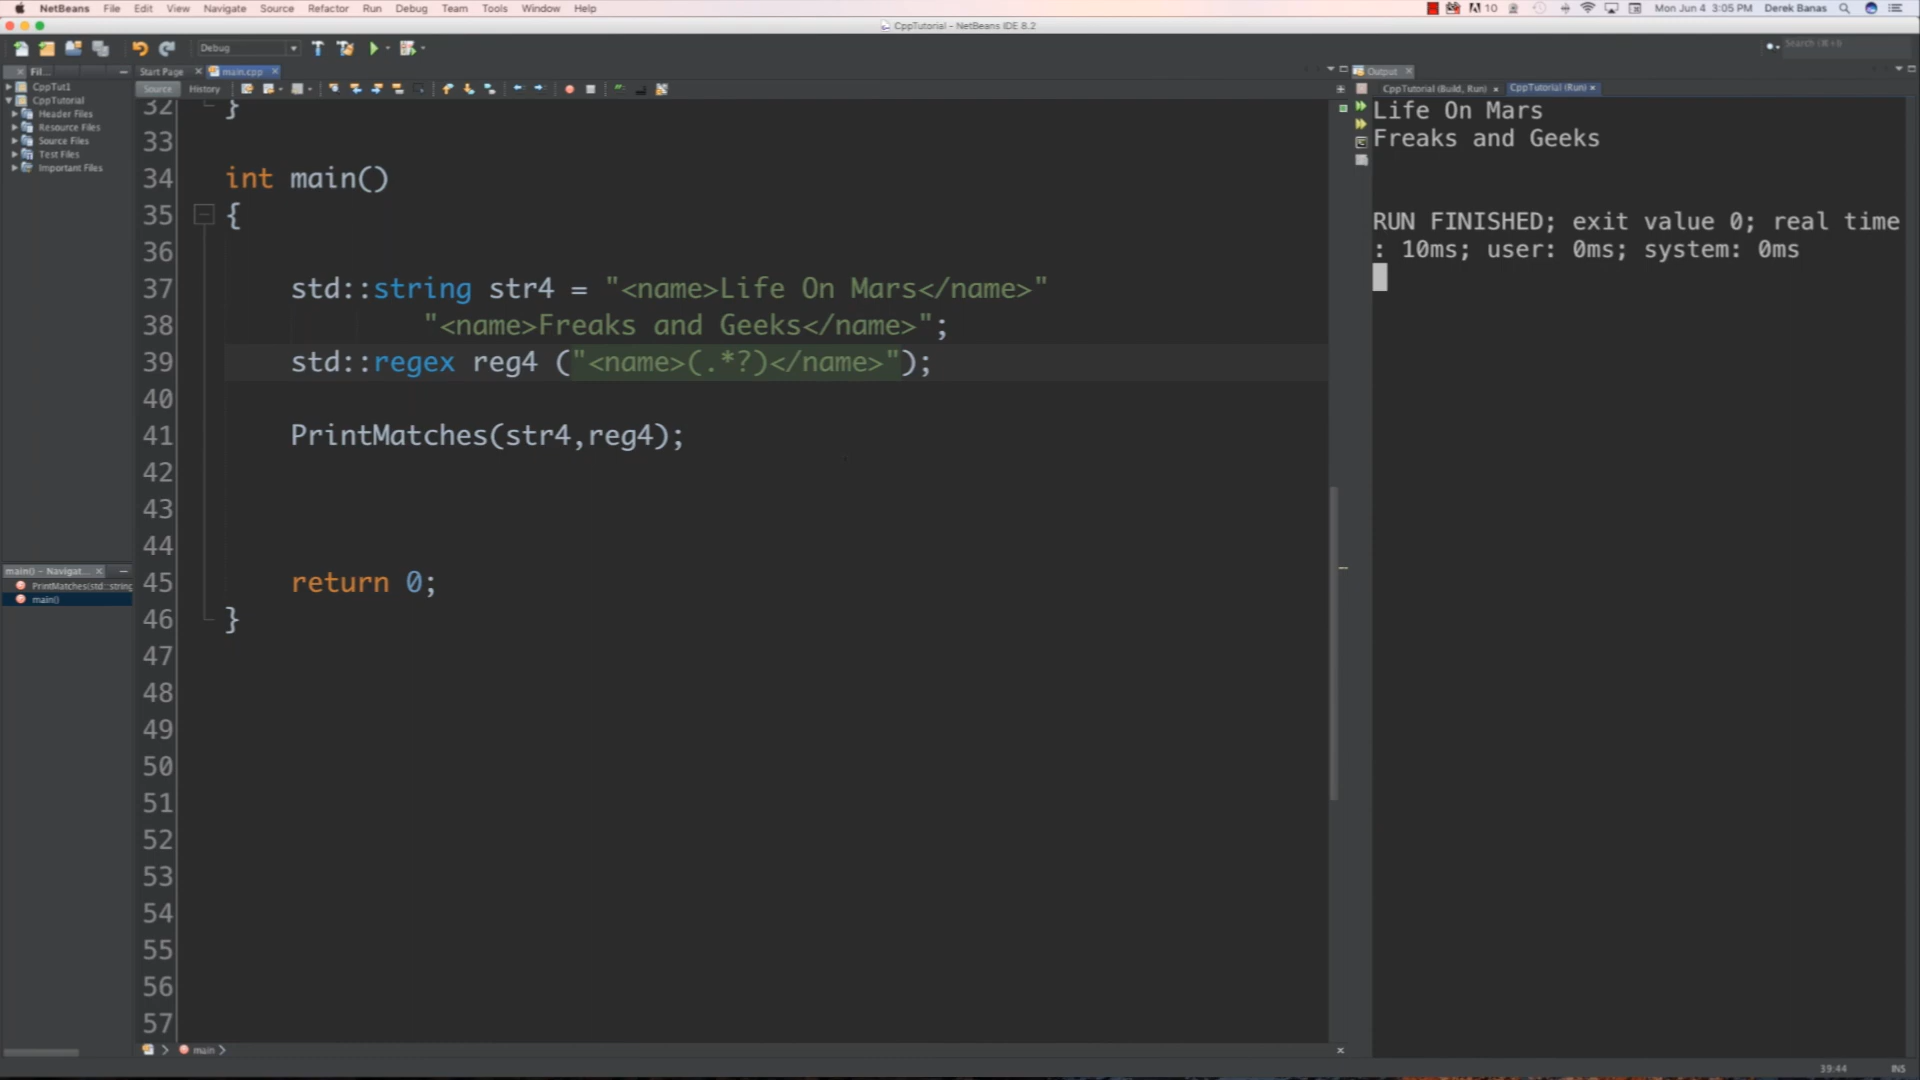 NetBeans File Edit View Navigate Source Refactor Run Debug Team Tools Window Help 10 Mon Jun 4 3:05 PM Derek Banas
CppTutorial - NetBeans IDE 8.2
Debug
Search (⌘+I)
Fil...
Start Page
main.cpp
Output
Source History
CppTutorial (Build, Run)
CppTutorial (Run)
CppTut1
CppTutorial
Header Files
Resource Files
Source Files
Test Files
Important Files
32 }
33
34 int main()
35 {
36
37 std::string str4 = "<name>Life On Mars</name>"
38 "<name>Freaks and Geeks</name>";
39 std::regex reg4 ("<name>(.*?)</name>");
40
41 PrintMatches(str4,reg4);
42
43
44
45 return 0;
46 }
47
48
49
50
51
52
53
54
55
56
57
Life On Mars
Freaks and Geeks
RUN FINISHED; exit value 0; real time
: 10ms; user: 0ms; system: 0ms
main() - Navigat...
PrintMatches(std::string
main()
main
39:44 INS